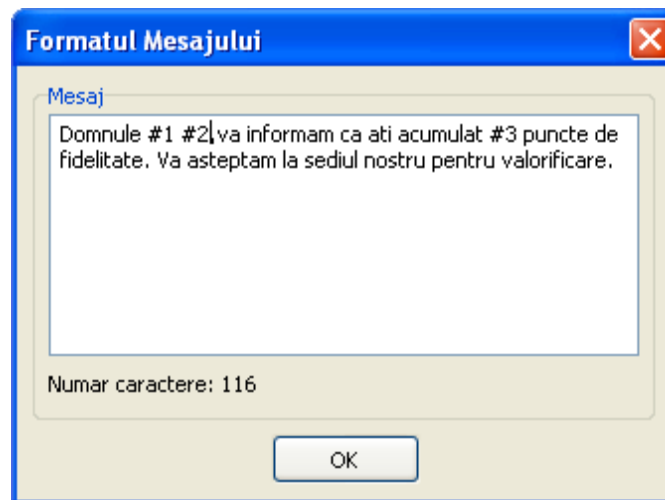 Formatul Mesajului
Mesaj
Domnule #1 #2,va informam ca ati acumulat #3 puncte de
fidelitate. Va asteptam la sediul nostru pentru valorificare.
Numar caractere: 116
OK